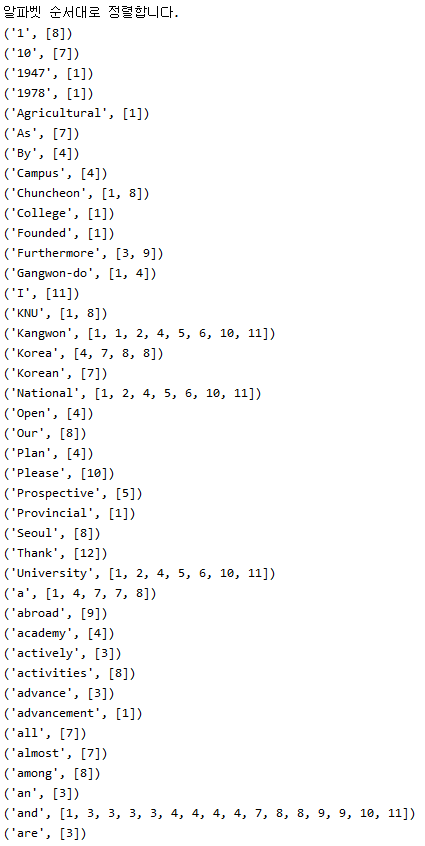 알파벳 순서대로 정렬합니다.
('1', [8])
('10', [7])
('1947', [1])
('1978', [1])
('Agricultural', [1])
('As', [7])
('By', [4])
('Campus', [4])
('Chuncheon', [1, 8])
('College', [1])
('Founded', [1])
('Furthermore', [3, 9])
('Gangwon-do', [1, 4])
('I', [11])
('KNU', [1, 8])
('Kangwon', [1, 1, 2, 4, 5, 6, 10, 11])
('Korea', [4, 7, 8, 8])
('Korean', [7])
('National', [1, 2, 4, 5, 6, 10, 11])
('Open', [4])
('Our', [8])
('Plan', [4])
('Please', [10])
('Prospective', [5])
('Provincial', [1])
('Seoul', [8])
('Thank', [12])
('University', [1, 2, 4, 5, 6, 10, 11])
('a', [1, 4, 7, 7, 8])
('abroad', [9])
('academy', [4])
('actively', [3])
('activities', [8])
('advance', [3])
('advancement', [1])
('all', [7])
('almost', [7])
('among', [8])
('an', [3])
('and', [1, 3, 3, 3, 3, 4, 4, 4, 4, 7, 8, 8, 9, 9, 10, 11])
('are', [3])